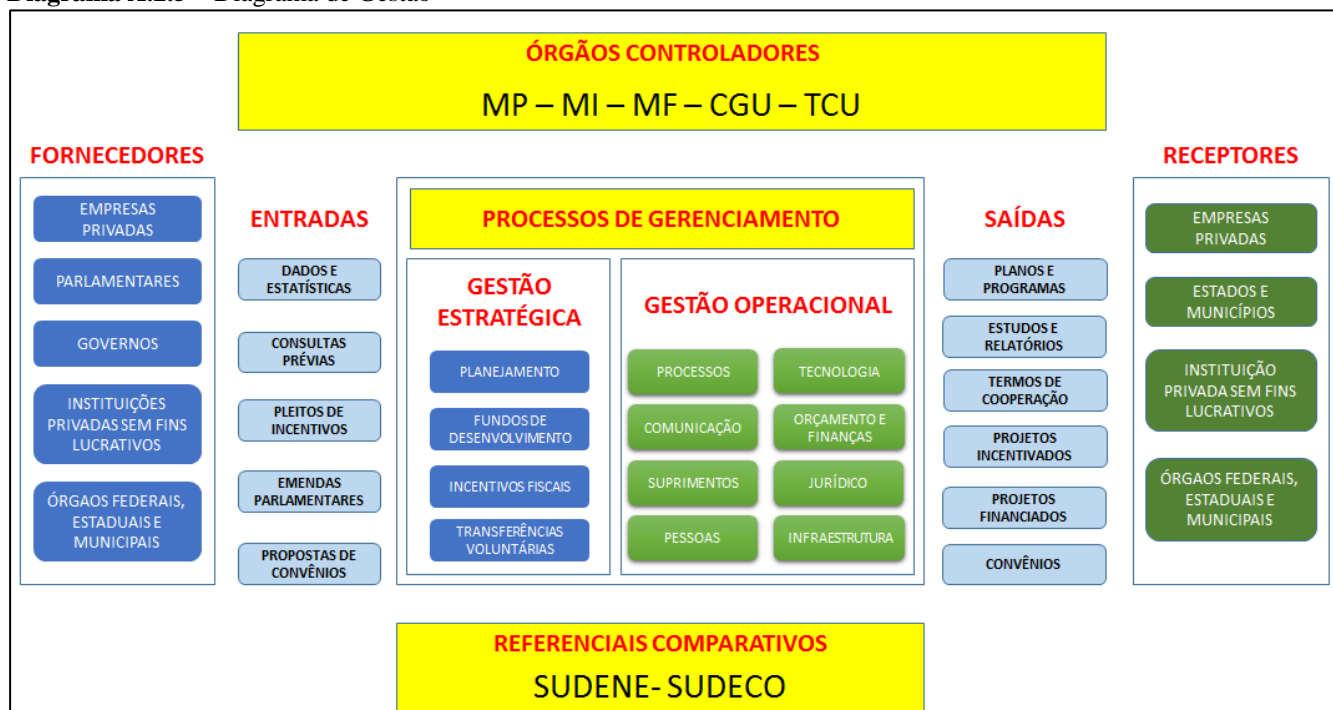 ÓRGÃOS CONTROLADORES
MP – MI – MF – CGU – TCU
FORNECEDORES
EMPRESAS
PRIVADAS
PARLAMENTARES
GOVERNOS
INSTITUIÇÕES
PRIVADAS SEM FINS
LUCRATIVOS
ÓRGAOS FEDERAIS,
ESTADUAIS E
MUNICIPAIS
ENTRADAS
DADOS E
ESTATÍSTICAS
CONSULTAS
PRÉVIAS
PLEITOS DE
INCENTIVOS
EMENDAS
PARLAMENTARES
PROPOSTAS DE
CONVÊNIOS
PROCESSOS DE GERENCIAMENTO
GESTÃO
ESTRATÉGICA
PLANEJAMENTO
FUNDOS DE
DESENVOLVIMENTO
INCENTIVOS FISCAIS
TRANSFERÊNCIAS
VOLUNTÁRIAS
GESTÃO OPERACIONAL
PROCESSOS
TECNOLOGIA
COMUNICAÇÃO
ORÇAMENTO E
FINANÇAS
SUPRIMENTOS
JURÍDICO
PESSOAS
INFRAESTRUTURA
SAÍDAS
PLANOS E
PROGRAMAS
ESTUDOS E
RELATÓRIOS
TERMOS DE
COOPERAÇÃO
PROJETOS
INCENTIVADOS
PROJETOS
FINANCIADOS
CONVÊNIOS
RECEPTORES
EMPRESAS
PRIVADAS
ESTADOS E
MUNICÍPIOS
INSTITUIÇÃO
PRIVADA SEM FINS
LUCRATIVOS
ÓRGAOS FEDERAIS,
ESTADUAIS E
MUNICIPAIS
REFERENCIAIS COMPARATIVOS
SUDENE- SUDECO